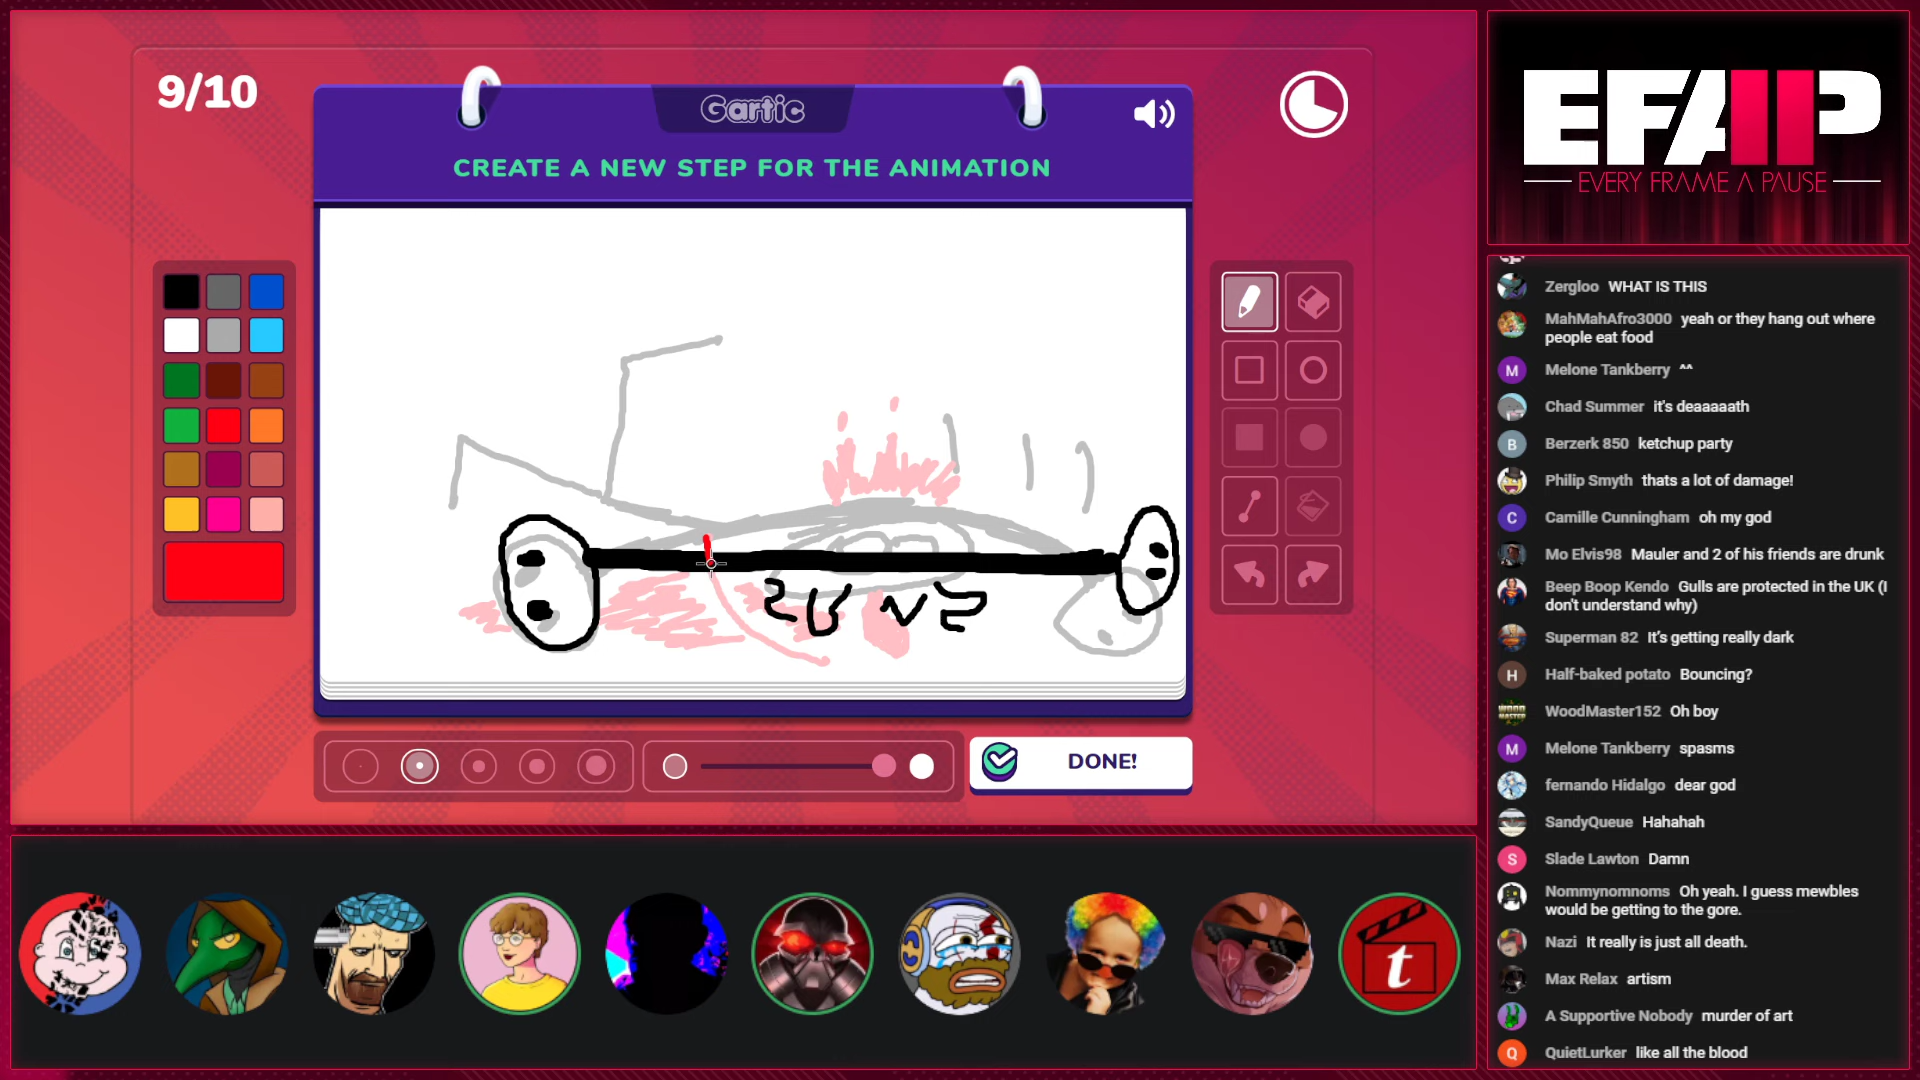 9/10
Gartic
CREATE A NEW STEP FOR THE ANIMATION
DONE!
EFAP
EVERY FRAME A PAUSE
Zergloo WHAT IS THIS
MahMahAfro3000 yeah or they hang out where
people eat food
M Melone Tankberry ^^
Chad Summer it's deaaaaath
B Berzerk 850 ketchup party
Philip Smyth thats a lot of damage!
C Camille Cunningham oh my god
Mo Elvis98 Mauler and 2 of his friends are drunk
Beep Boop Kendo Gulls are protected in the UK (I
don't understand why)
Superman 82 It's getting really dark
H Half-baked potato Bouncing?
WoodMaster152 Oh boy
M Melone Tankberry spasms
fernando Hidalgo dear god
SandyQueue Hahahah
S Slade Lawton Damn
Nommynomnoms Oh yeah. I guess mewbles
would be getting to the gore.
Nazi It really is just all death.
Max Relax artism
A Supportive Nobody murder of art
Q QuietLurker like all the blood
t